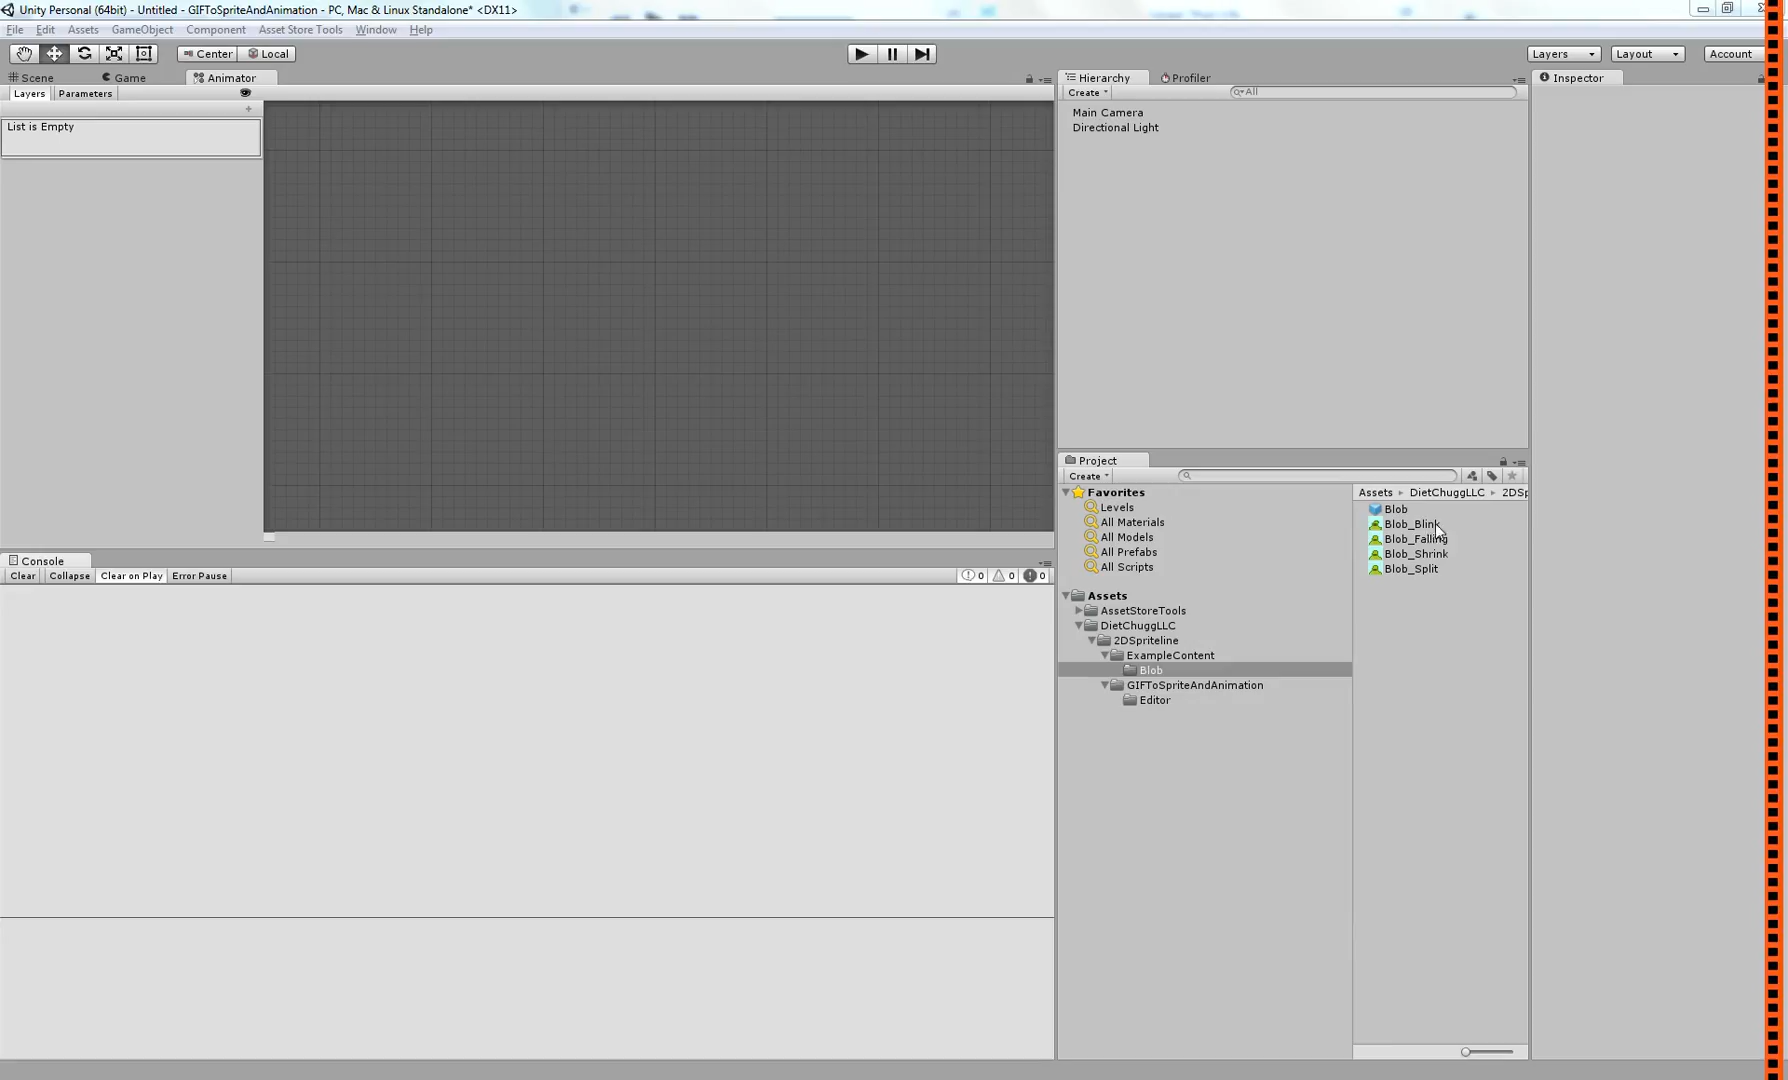 Unity Personal (64bit) - Untitled - GIFToSpriteAndAnimation - PC, Mac & Linux Standalone* <DX11>
File Edit Assets GameObject Component Asset Store Tools Window Help
Center Local Layers Layout Account
Scene Game Animator
Layers Parameters
List is Empty
Hierarchy Profiler
Create All
Main Camera
Directional Light
Inspector
Project
Create
Favorites
Levels
All Materials
All Models
All Prefabs
All Scripts
Assets
AssetStoreTools
DietChuggLLC
2DSpriteline
ExampleContent
Blob
GIFToSpriteAndAnimation
Editor
Assets DietChuggLLC 2DSp
Blob
Blob_Blink
Blob_Falling
Blob_Shrink
Blob_Split
Console
Clear Collapse Clear on Play Error Pause 0 0 0